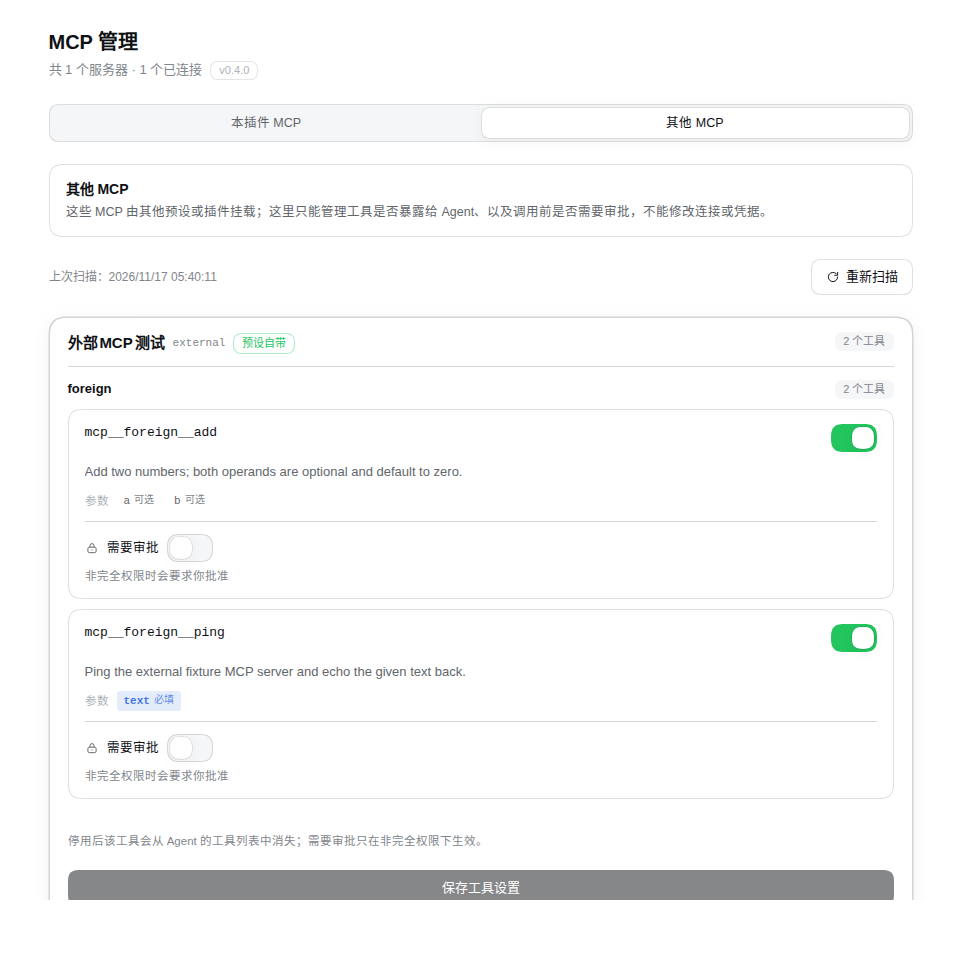 MCP 管理
共 1 个服务器 · 1 个已连接 v0.4.0
本插件 MCP 其他 MCP
其他 MCP
这些 MCP 由其他预设或插件挂载；这里只能管理工具是否暴露给 Agent、以及调用前是否需要审批，不能修改连接或凭据。
上次扫描：2026/11/17 05:40:11 重新扫描
外部 MCP 测试 external 预设自带 2 个工具
foreign 2 个工具
mcp__foreign__add
Add two numbers; both operands are optional and default to zero.
参数 a 可选 b 可选
需要审批
非完全权限时会要求你批准
mcp__foreign__ping
Ping the external fixture MCP server and echo the given text back.
参数 text 必填
需要审批
非完全权限时会要求你批准
停用后该工具会从 Agent 的工具列表中消失；需要审批只在非完全权限下生效。
保存工具设置